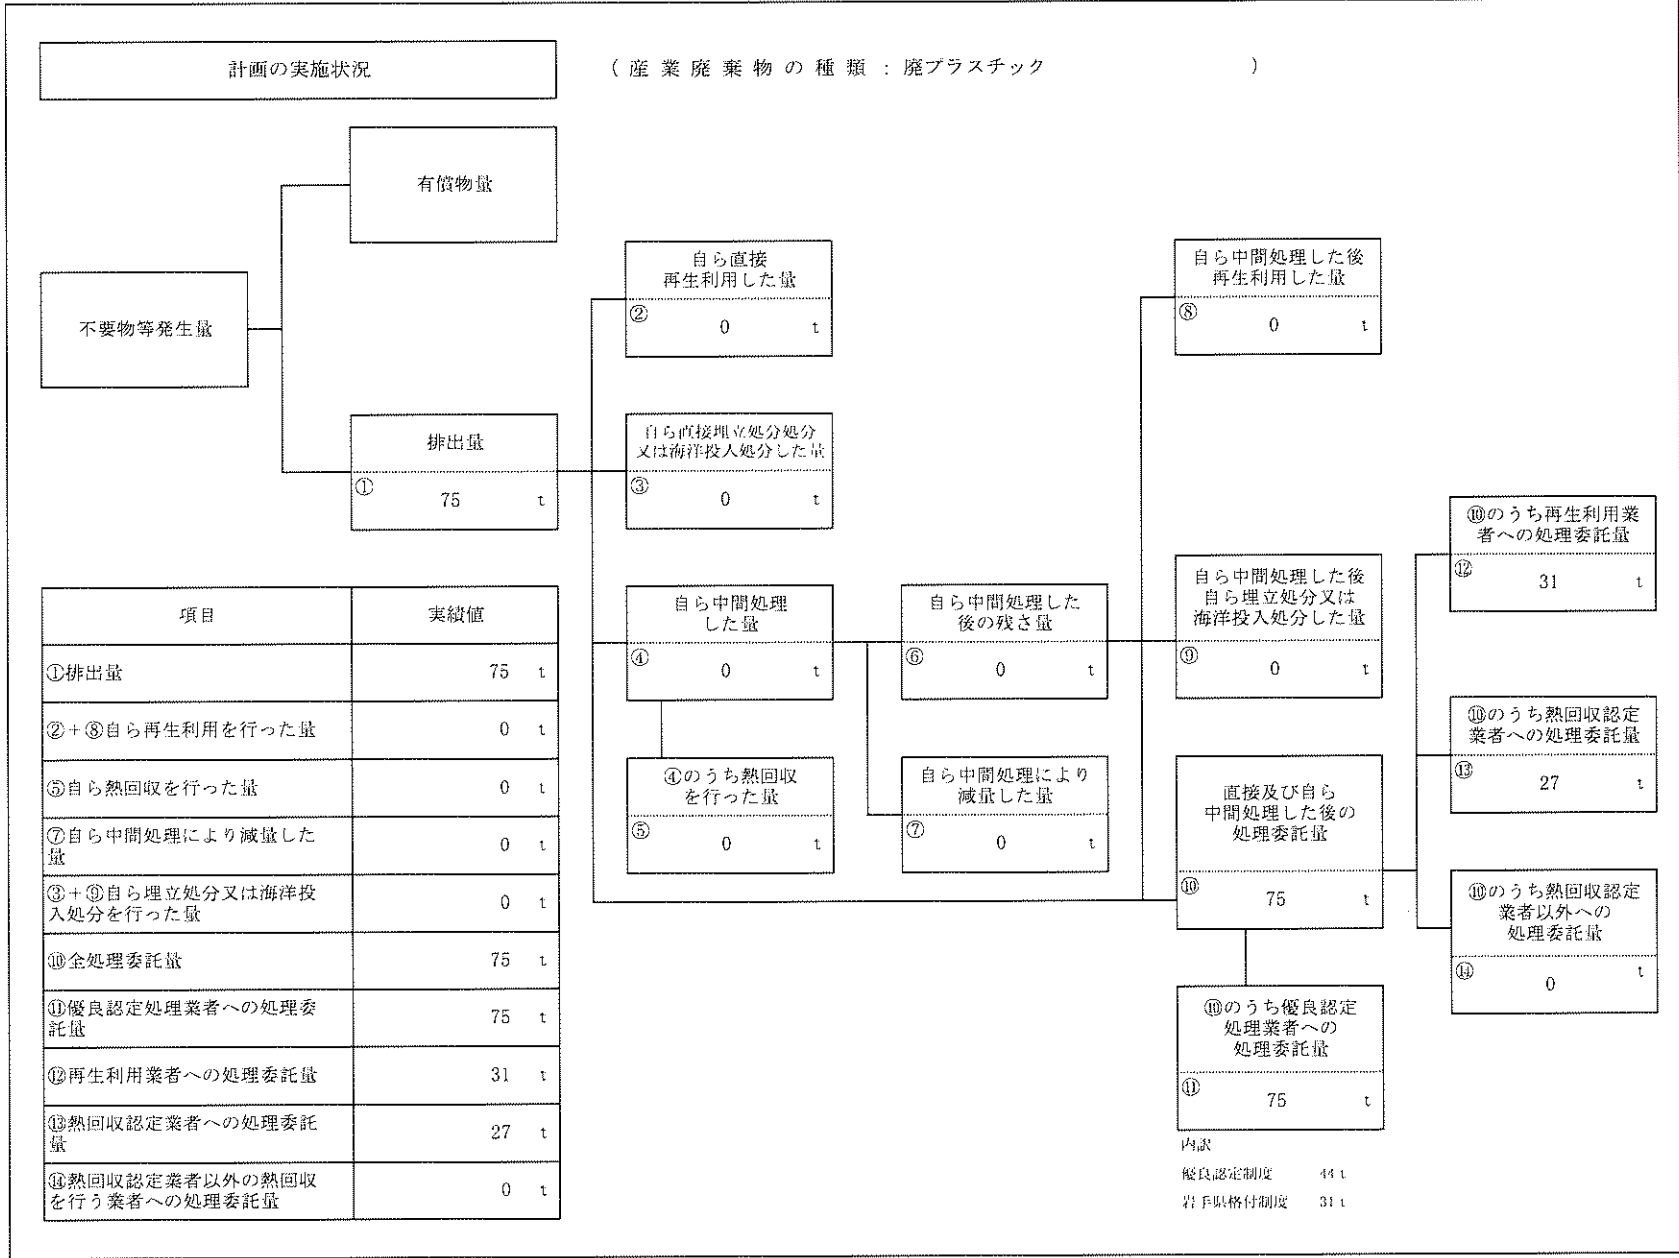 計画の実施状況
（産業廃棄物の種類：廃プラスチック　）
有償物量
不要物等発生量
排出量
① 75 t
自ら直接
再生利用した量
② 0 t
自ら直接埋立処分処分
又は海洋投入処分した量
③ 0 t
自ら中間処理
した量
④ 0 t
④のうち熱回収
を行った量
⑤ 0 t
自ら中間処理した
後の残さ量
⑥ 0 t
自ら中間処理により
減量した量
⑦ 0 t
自ら中間処理した後
再生利用した量
⑧ 0 t
自ら中間処理した後
自ら埋立処分又は
海洋投入処分した量
⑨ 0 t
直接及び自ら
中間処理した後の
処理委託量
⑩ 75 t
⑩のうち優良認定
処理業者への
処理委託量
⑪ 75 t
内訳
優良認定制度 44 t
岩手県格付制度 31 t
⑩のうち再生利用業
者への処理委託量
⑫ 31 t
⑩のうち熱回収認定
業者への処理委託量
⑬ 27 t
⑩のうち熱回収認定
業者以外への
処理委託量
⑭ 0 t
項目 実績値
①排出量 75 t
②＋⑧自ら再生利用を行った量 0 t
⑤自ら熱回収を行った量 0 t
⑦自ら中間処理により減量した
量 0 t
③＋⑨自ら埋立処分又は海洋投
入処分を行った量 0 t
⑩全処理委託量 75 t
⑪優良認定処理業者への処理委
託量 75 t
⑫再生利用業者への処理委託量 31 t
⑬熱回収認定業者への処理委託
量 27 t
⑭熱回収認定業者以外の熱回収
を行う業者への処理委託量 0 t